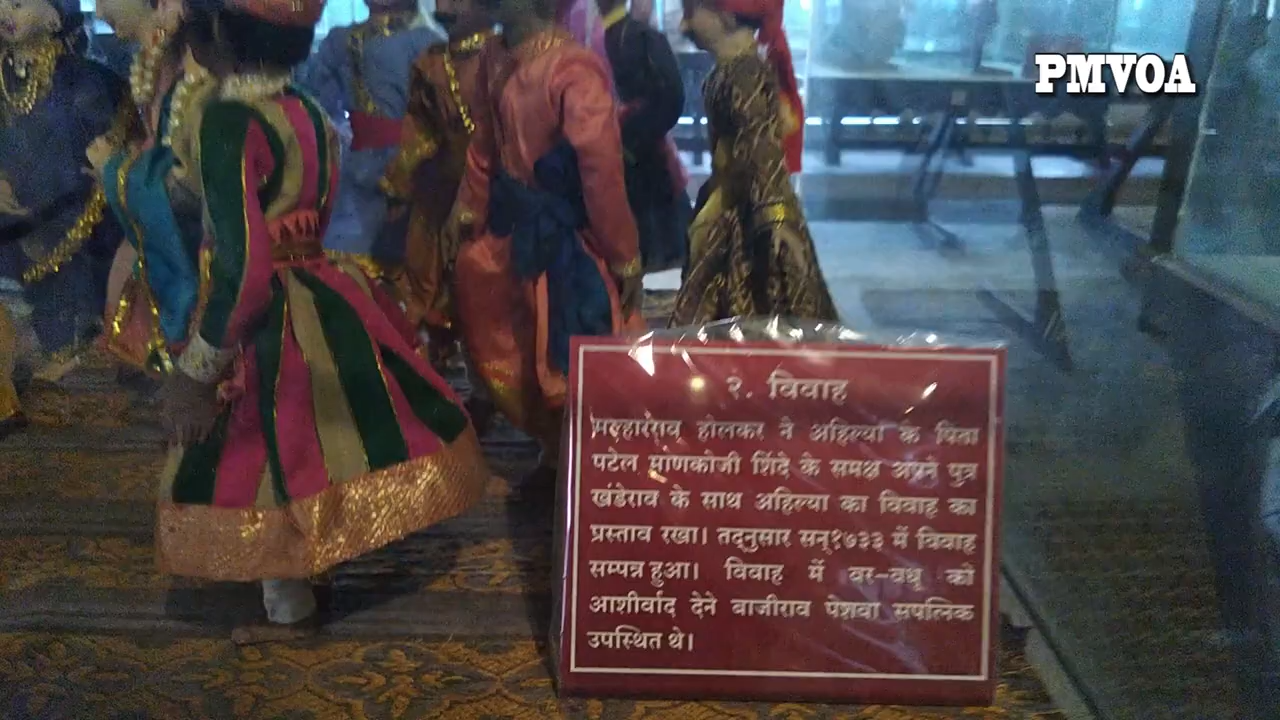 PMVOA
२. विवाह
मल्हारराव होलकर ने अहिल्या के पिता
पटेल माणकोजी शिंदे के समक्ष अपने पुत्र
खंडेराव के साथ अहिल्या का विवाह का
प्रस्ताव रखा। तद्नुसार सन्१७३३ में विवाह
सम्पन्न हुआ। विवाह में वर-वधू को
आशीर्वाद देने बाजीराव पेशवा सपत्निक
उपस्थित थे।